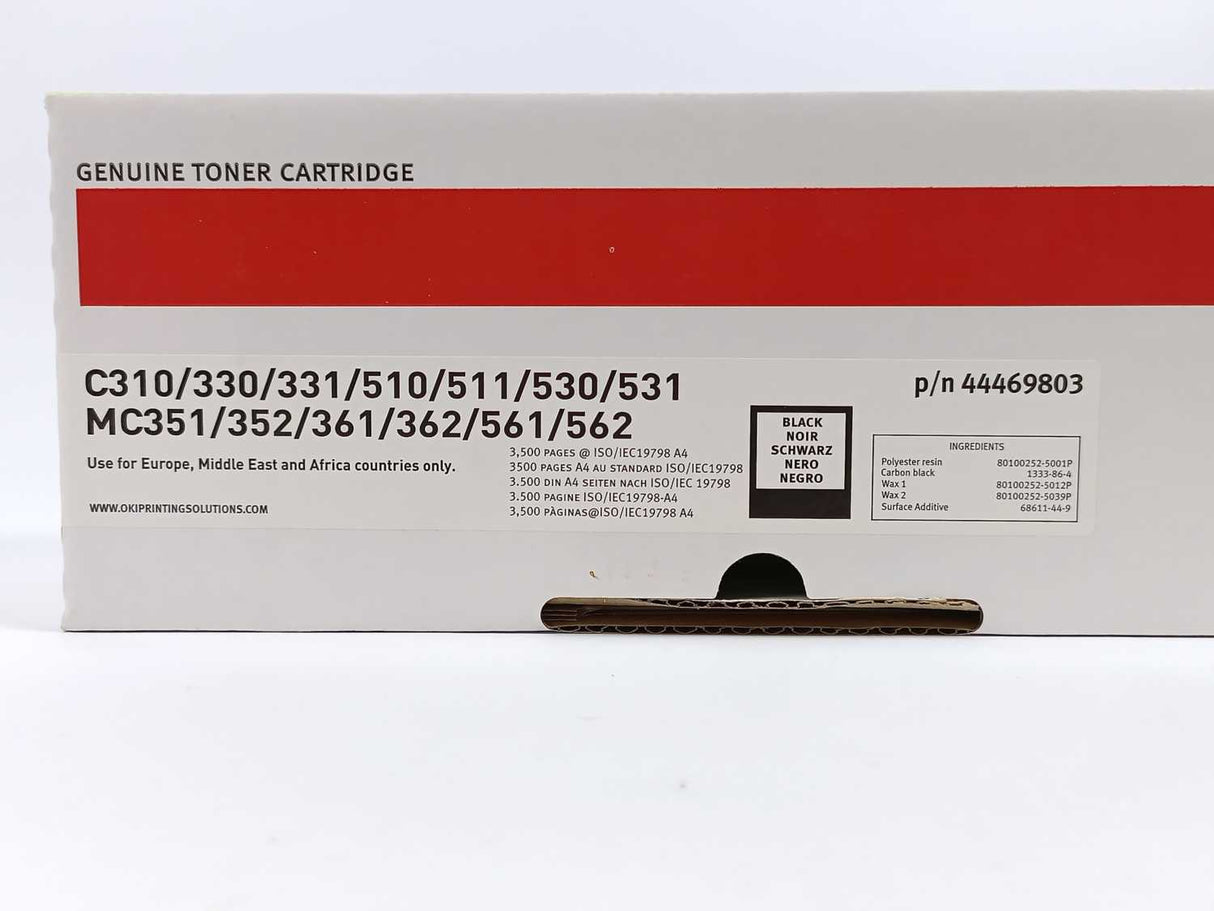 GENUINE TONER CARTRIDGE
C310/330/331/510/511/530/531
MC351/352/361/362/561/562
Use for Europe, Middle East and Africa countries only.
WWW.OKIPRINTINGSOLUTIONS.COM
3,500 PAGES @ ISO/IEC19798 A4
3500 PAGES A4 AU STANDARD ISO/IEC19798
3.500 DIN A4 SEITEN NACH ISO/IEC 19798
3.500 PAGINE ISO/IEC19798-A4
3,500 PÀGINAS@ISO/IEC19798 A4
BLACK
NOIR
SCHWARZ
NERO
NEGRO
p/n 44469803
INGREDIENTS
Polyester resin 80100252-5001P
Carbon black 1333-86-4
Wax 1 80100252-5012P
Wax 2 80100252-5039P
Surface Additive 68611-44-9